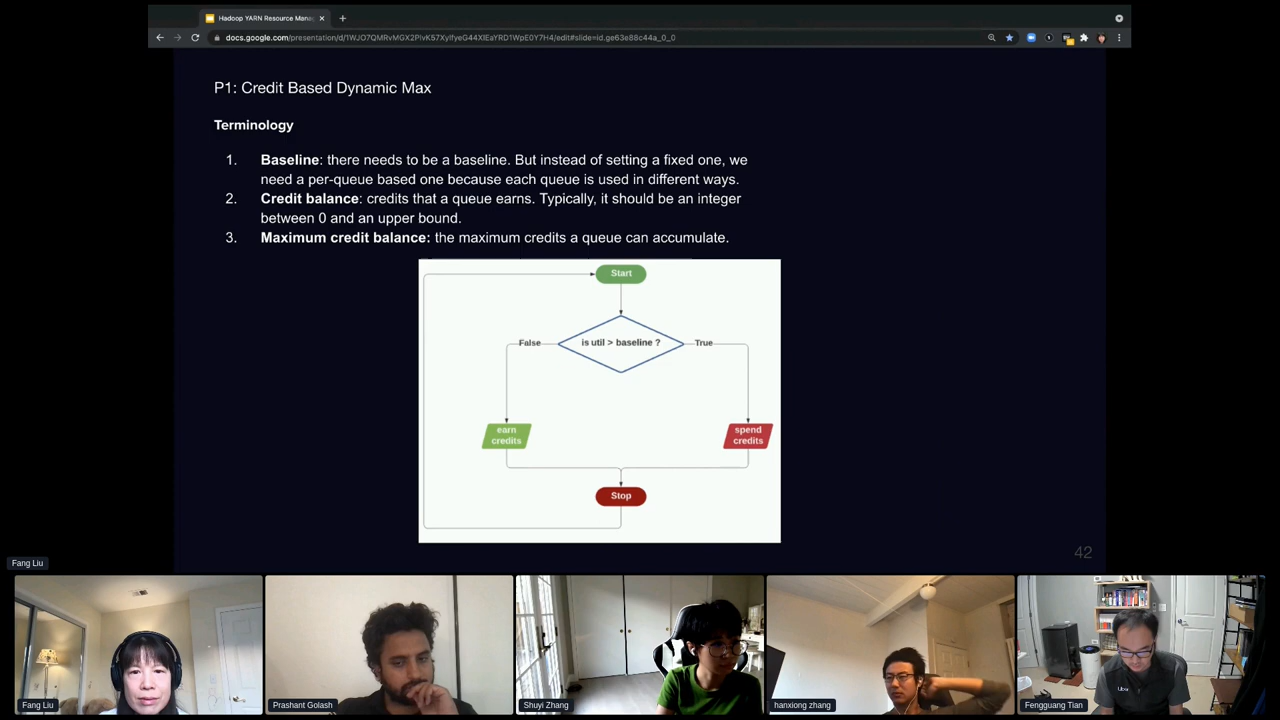 Hadoop YARN Resource Mana
docs.google.com/presentation/d/1WJO7QMRvMGX2PlvK57XyIfyeG44XlEaYRD1WpE0Y7H4/edit#slide=id.ge63e88c44a_0_0
P1: Credit Based Dynamic Max
Terminology
1. Baseline: there needs to be a baseline. But instead of setting a fixed one, we
need a per-queue based one because each queue is used in different ways.
2. Credit balance: credits that a queue earns. Typically, it should be an integer
between 0 and an upper bound.
3. Maximum credit balance: the maximum credits a queue can accumulate.
Start
False
is util > baseline ?
True
earn
credits
spend
credits
Stop
42
Fang Liu
Fang Liu
Prashant Golash
Shuyi Zhang
hanxiong zhang
Fengguang Tian